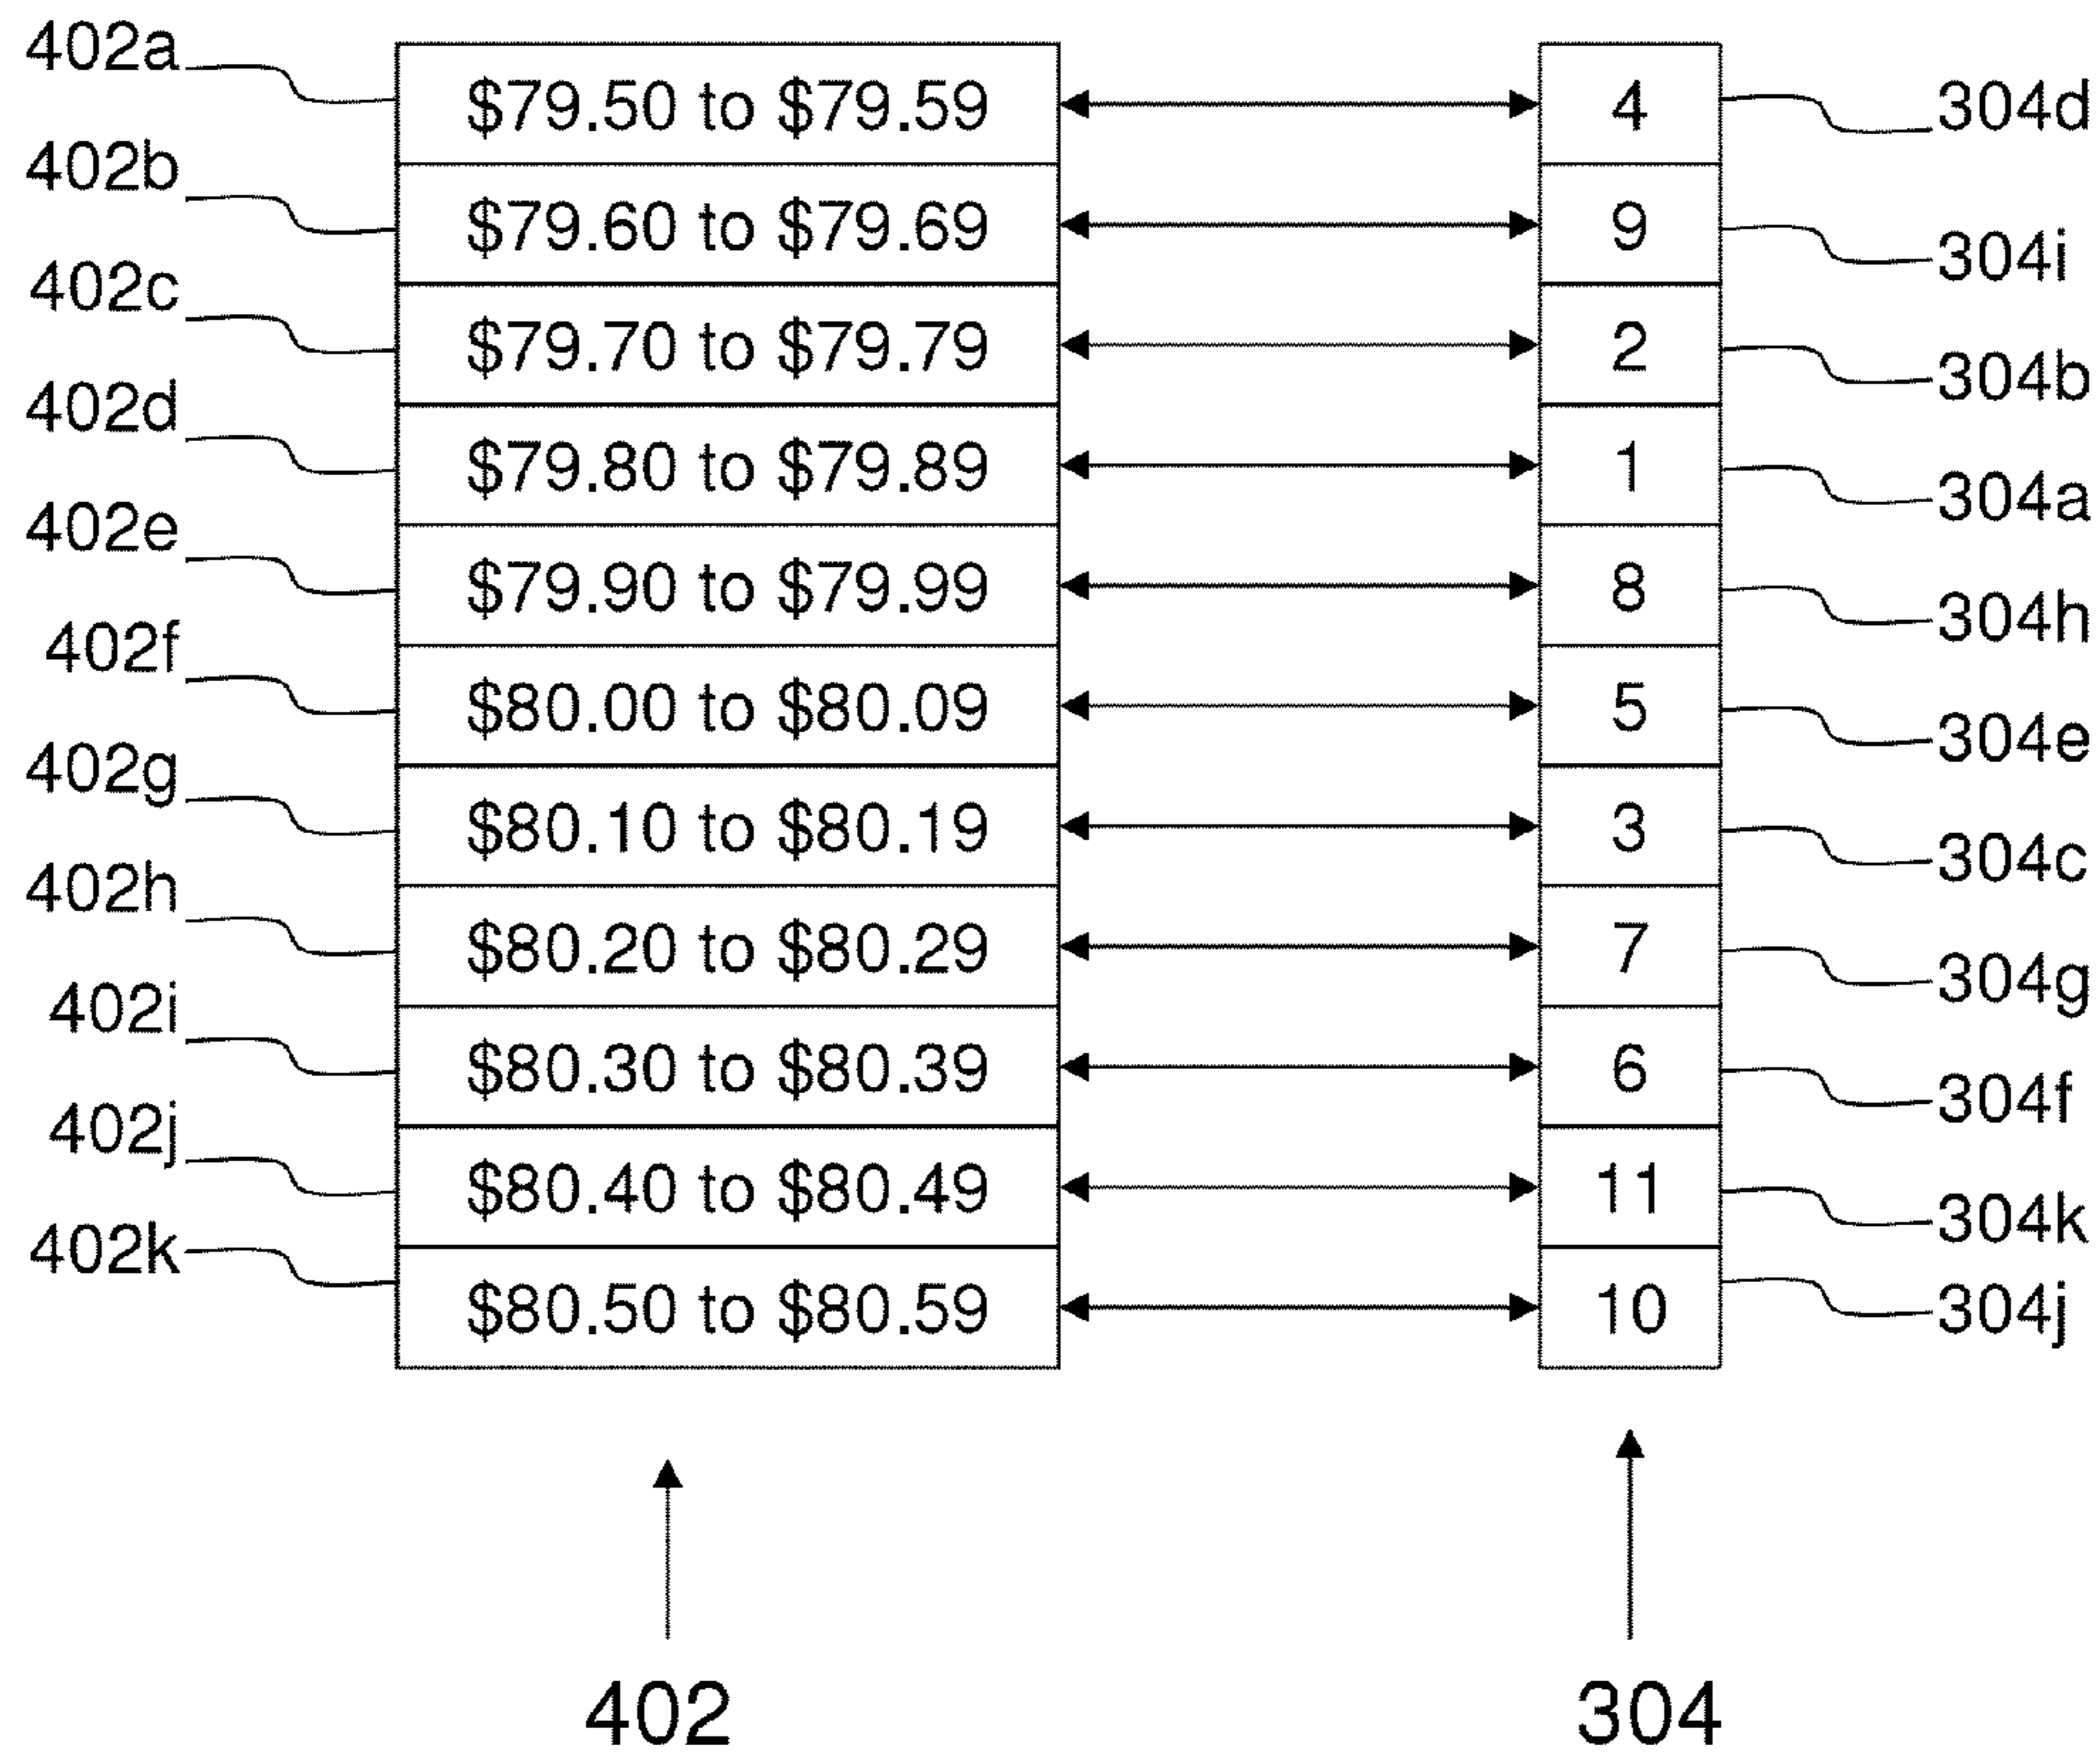 402a $79.50 to $79.59 4 304d
402b $79.60 to $79.69 9 304i
402c $79.70 to $79.79 2 304b
402d $79.80 to $79.89 1 304a
402e $79.90 to $79.99 8 304h
402f $80.00 to $80.09 5 304e
402g $80.10 to $80.19 3 304c
402h $80.20 to $80.29 7 304g
402i $80.30 to $80.39 6 304f
402j $80.40 to $80.49 11 304k
402k $80.50 to $80.59 10 304j
402 304